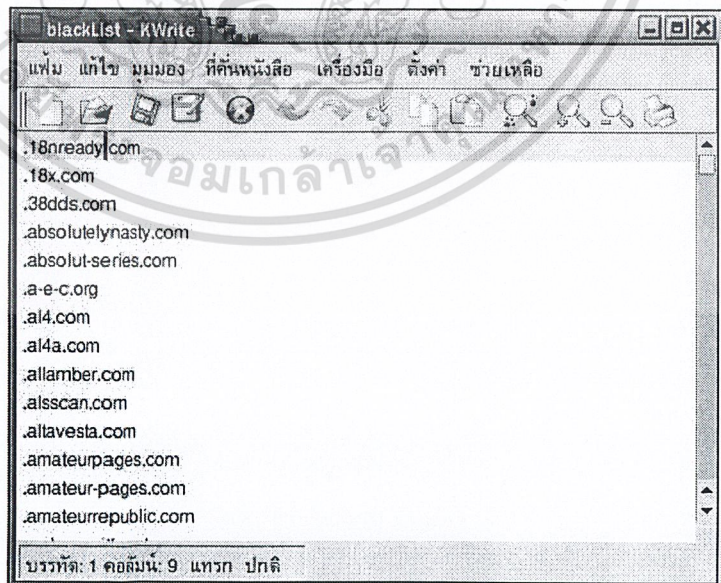 blackList - KWrite
แฟ้ม แก้ไข มุมมอง ที่คั่นหนังสือ เครื่องมือ ตั้งค่า ช่วยเหลือ
.18nready.com
.18x.com
.38dds.com
.absolutelynasty.com
.absolut-series.com
.a-e-c.org
.al4.com
.al4a.com
.allamber.com
.alsscan.com
.altavesta.com
.amateurpages.com
.amateur-pages.com
.amateurrepublic.com
บรรทัด: 1 คอลัมน์: 9 แทรก ปกติ